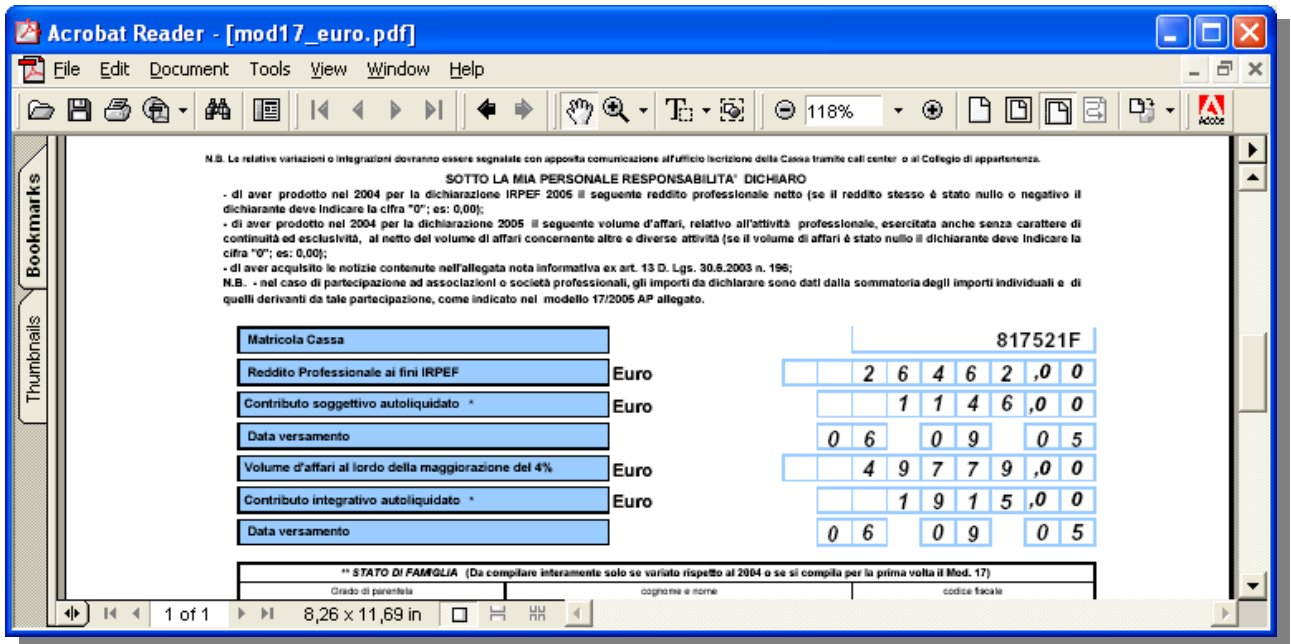 Acrobat Reader - [mod17_euro.pdf]
File Edit Document Tools View Window Help
118%
Adobe
Bookmarks
Thumbnails
N.B. Le relative variazioni o integrazioni dovranno essere segnalate con apposita comunicazione all'ufficio Iscrizione della Cassa tramite call center o al Collegio di appartenenza.
SOTTO LA MIA PERSONALE RESPONSABILITA' DICHIARO
- di aver prodotto nel 2004 per la dichiarazione IRPEF 2005 il seguente reddito professionale netto (se il reddito stesso è stato nullo o negativo il
dichiarante deve indicare la cifra "0"; es: 0,00);
- di aver prodotto nel 2004 per la dichiarazione 2005 il seguente volume d'affari, relativo all'attività professionale, esercitata anche senza carattere di
continuità ed esclusività, al netto del volume di affari concernente altre e diverse attività (se il volume di affari è stato nullo il dichiarante deve indicare la
cifra "0"; es: 0,00);
- di aver acquisito le notizie contenute nell'allegata nota informativa ex art. 13 D. Lgs. 30.6.2003 n. 196;
N.B. - nel caso di partecipazione ad associazioni o società professionali, gli importi da dichiarare sono dati dalla sommatoria degli importi individuali e di
quelli derivanti da tale partecipazione, come indicato nel modello 17/2005 AP allegato.
Matricola Cassa 817521F
Reddito Professionale ai fini IRPEF Euro 2 6 4 6 2 ,0 0
Contributo soggettivo autoliquidato * Euro 1 1 4 6 ,0 0
Data versamento 0 6 0 9 0 5
Volume d'affari al lordo della maggiorazione del 4% Euro 4 9 7 7 9 ,0 0
Contributo integrativo autoliquidato * Euro 1 9 1 5 ,0 0
Data versamento 0 6 0 9 0 5
** STATO DI FAMIGLIA (Da compilare interamente solo se variato rispetto al 2004 o se si compila per la prima volta il Mod. 17)
Grado di parentela cognome e nome codice fiscale
1 of 1 8,26 x 11,69 in